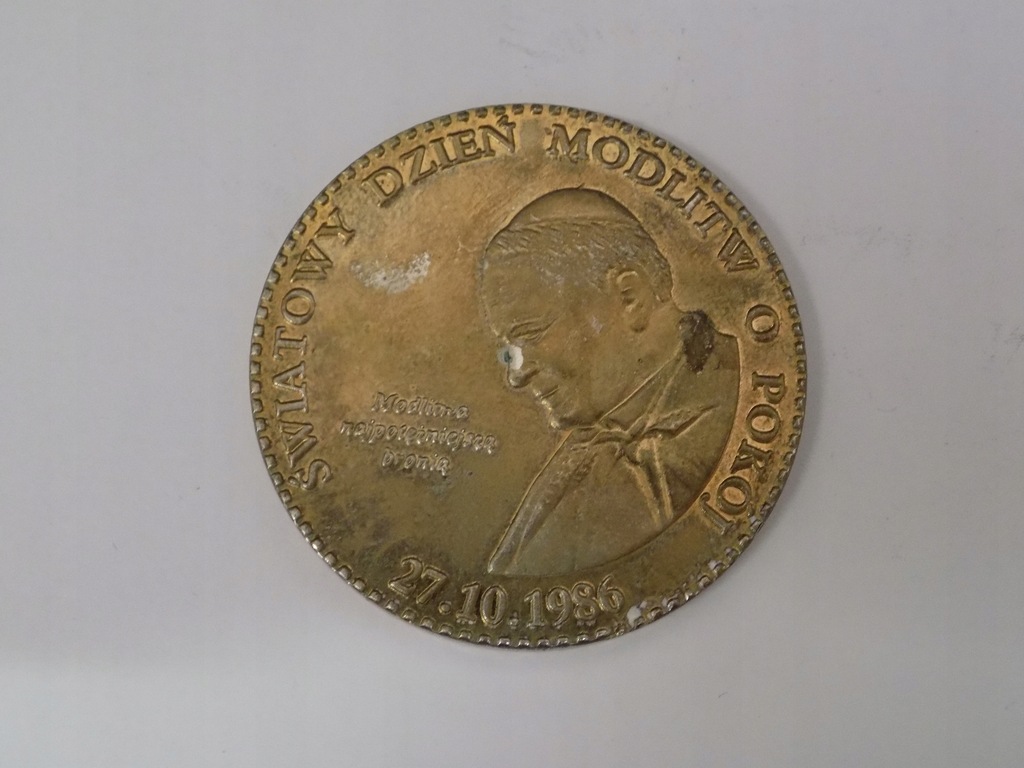 ŚWIATOWY DZIEŃ MODLITW O POKÓJ
Modlitwa
najpotężniejszą
bronią
27.10.1986